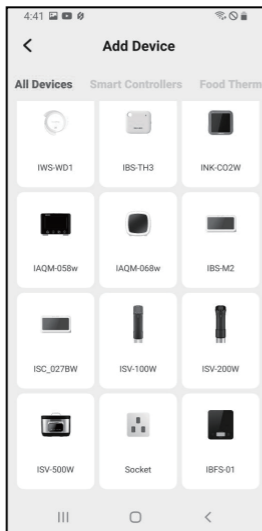 4:41
Add Device
All Devices Smart Controllers Food Therm
IWS-WD1 IBS-TH3 INK-CO2W
IAQM-058w IAQM-068w IBS-M2
ISC_027BW ISV-100W ISV-200W
ISV-500W Socket IBFS-01